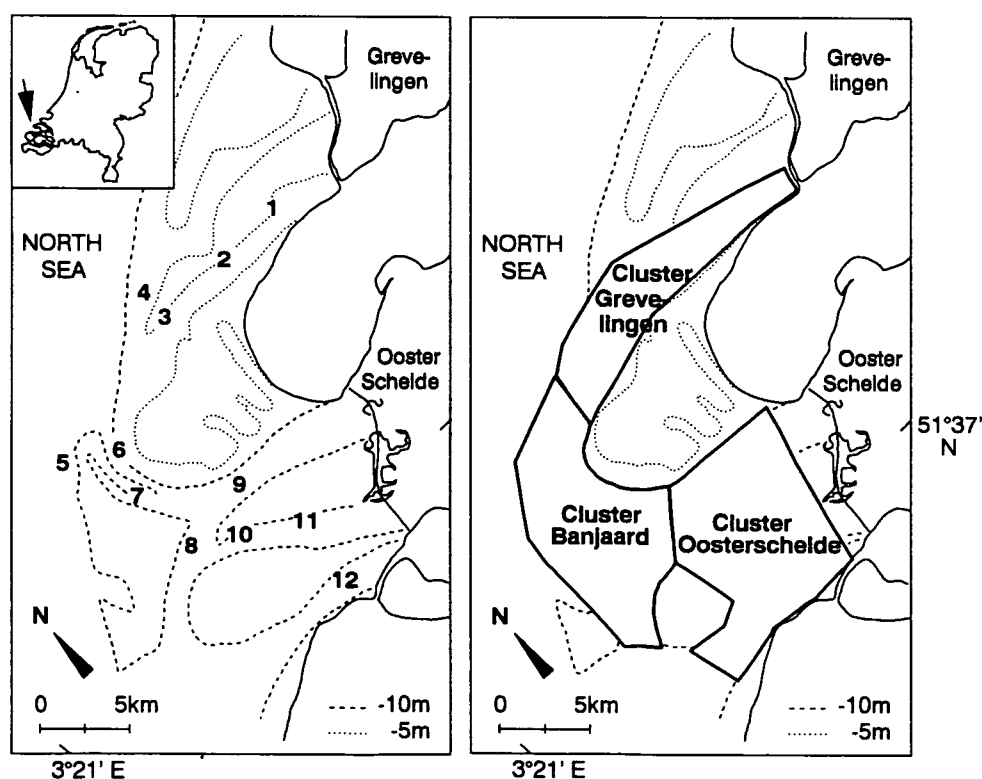 Greve-
lingen
1
2
NORTH
SEA
4
3
Ooster
Schelde
6
5
7
9
8
10
11
12
N
0
5km
-10m
-5m
3°21' E
Greve-
lingen
NORTH
SEA
Cluster
Greve-
lingen
Ooster
Schelde
51°37'
N
Cluster
Banjaard
Cluster
Oosterschelde
N
0
5km
-10m
-5m
3°21' E